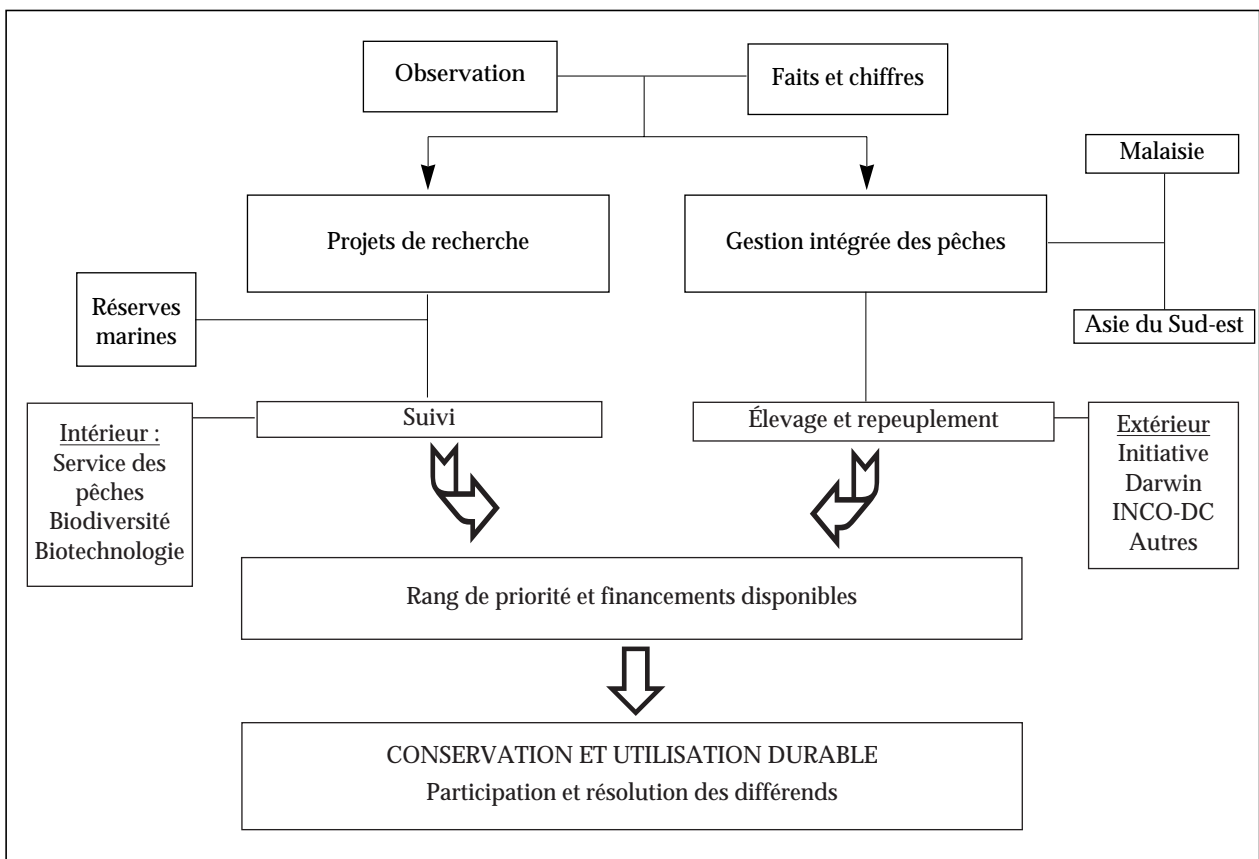 Observation
Faits et chiffres
Malaisie
Projets de recherche
Gestion intégrée des pêches
Réserves
marines
Asie du Sud-est
Suivi
Élevage et repeuplement
Intérieur :
Service des
pêches
Biodiversité
Biotechnologie
Extérieur
Initiative
Darwin
INCO-DC
Autres
Rang de priorité et financements disponibles
CONSERVATION ET UTILISATION DURABLE
Participation et résolution des différends